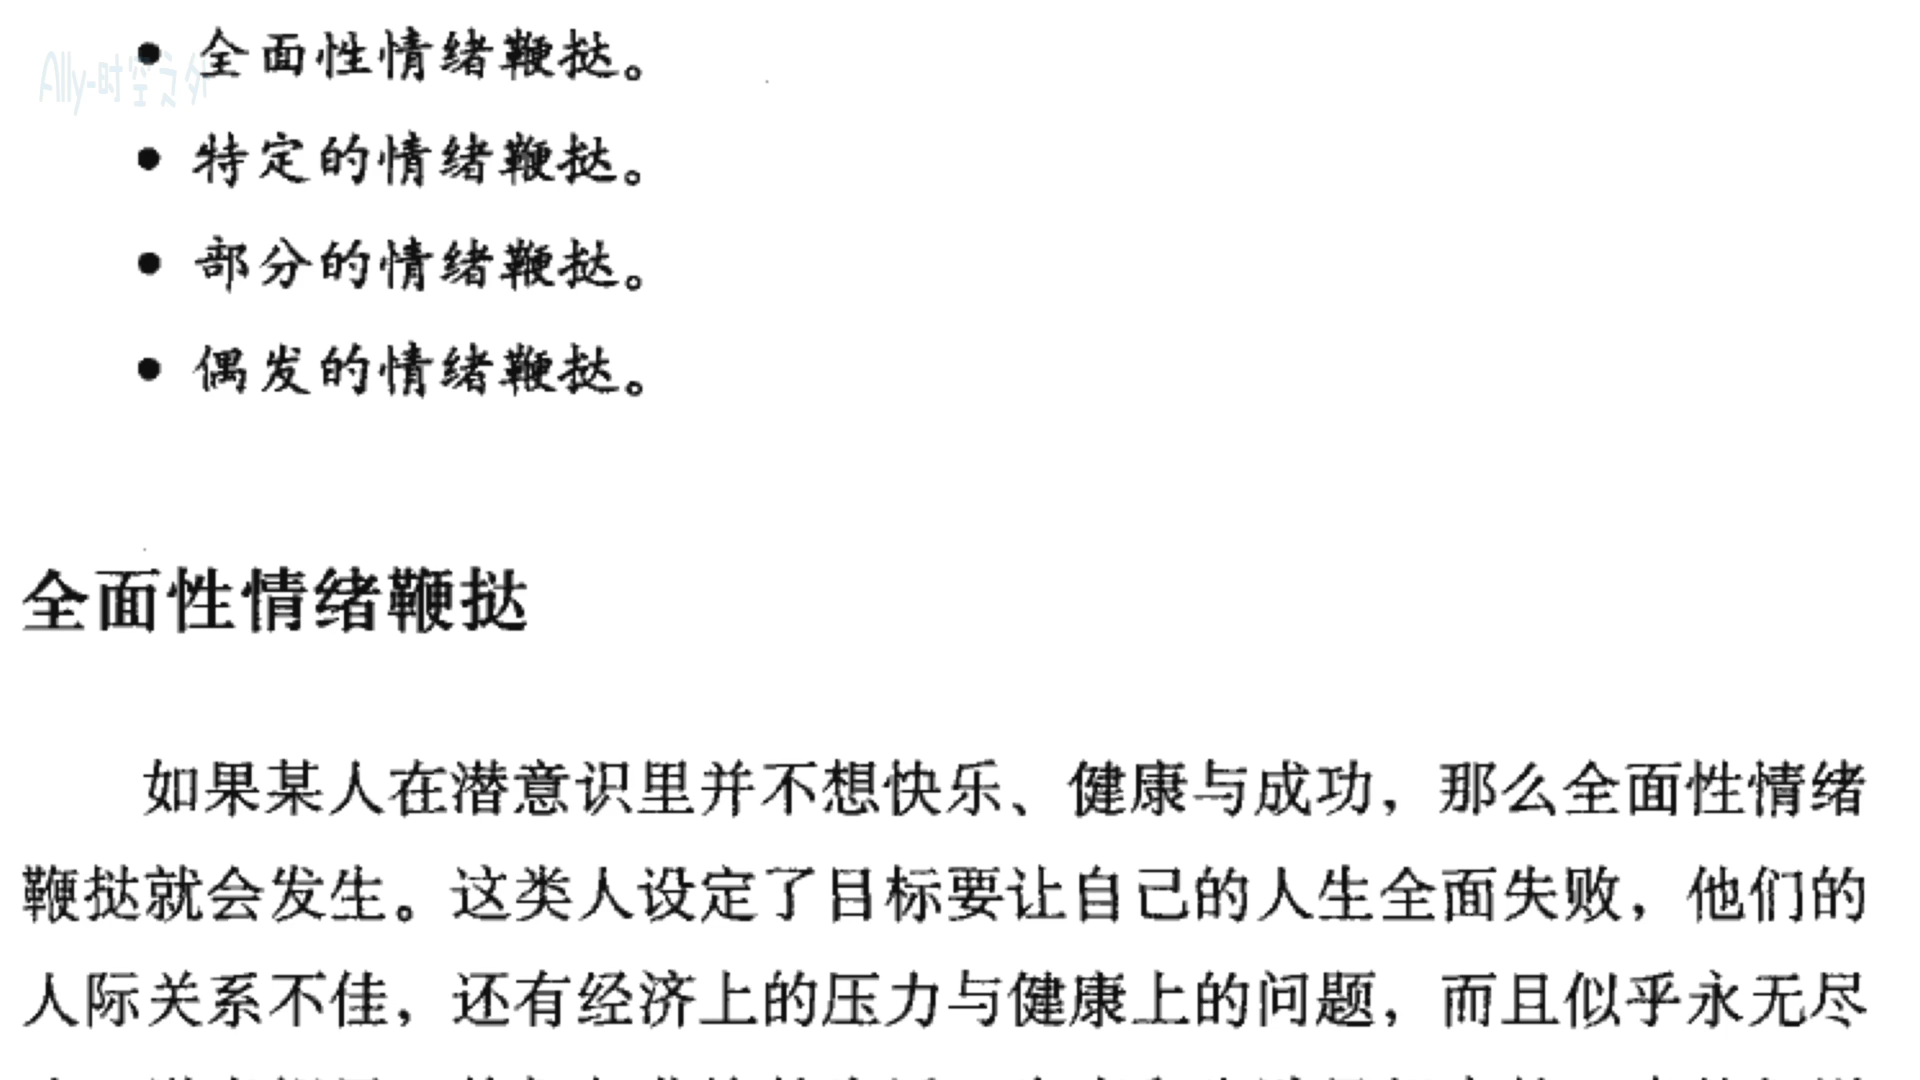 ● 全面性情绪鞭挞。
Ally-时空之外
● 特定的情绪鞭挞。
● 部分的情绪鞭挞。
● 偶发的情绪鞭挞。
全面性情绪鞭挞
如果某人在潜意识里并不想快乐、健康与成功，那么全面性情绪
鞭挞就会发生。这类人设定了目标要让自己的人生全面失败，他们的
人际关系不佳，还有经济上的压力与健康上的问题，而且似乎永无尽